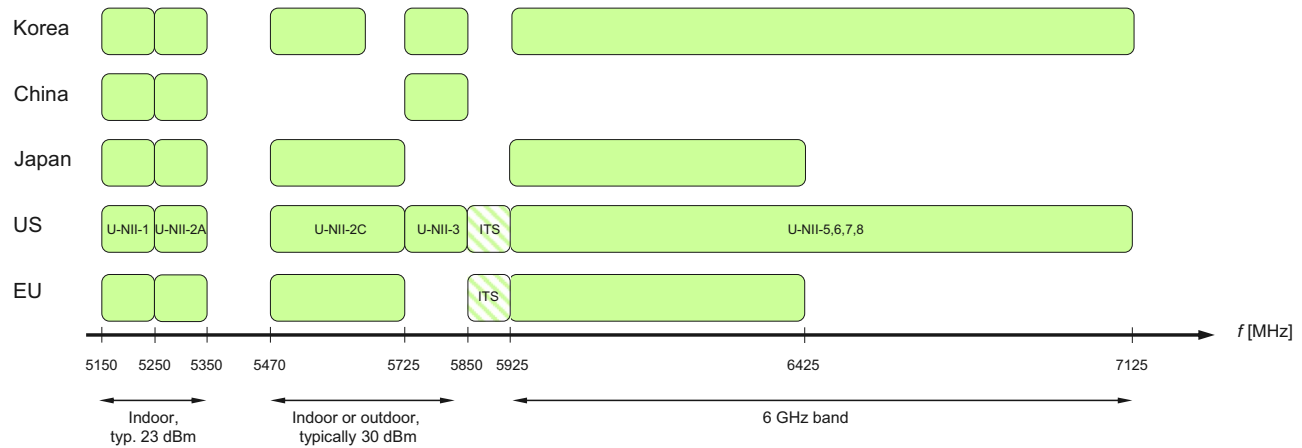 Korea
China
Japan
US
U-NII-1 U-NII-2A U-NII-2C U-NII-3 ITS U-NII-5,6,7,8
EU
ITS
f [MHz]
5150 5250 5350 5470 5725 5850 5925 6425 7125
Indoor,
typ. 23 dBm
Indoor or outdoor,
typically 30 dBm
6 GHz band